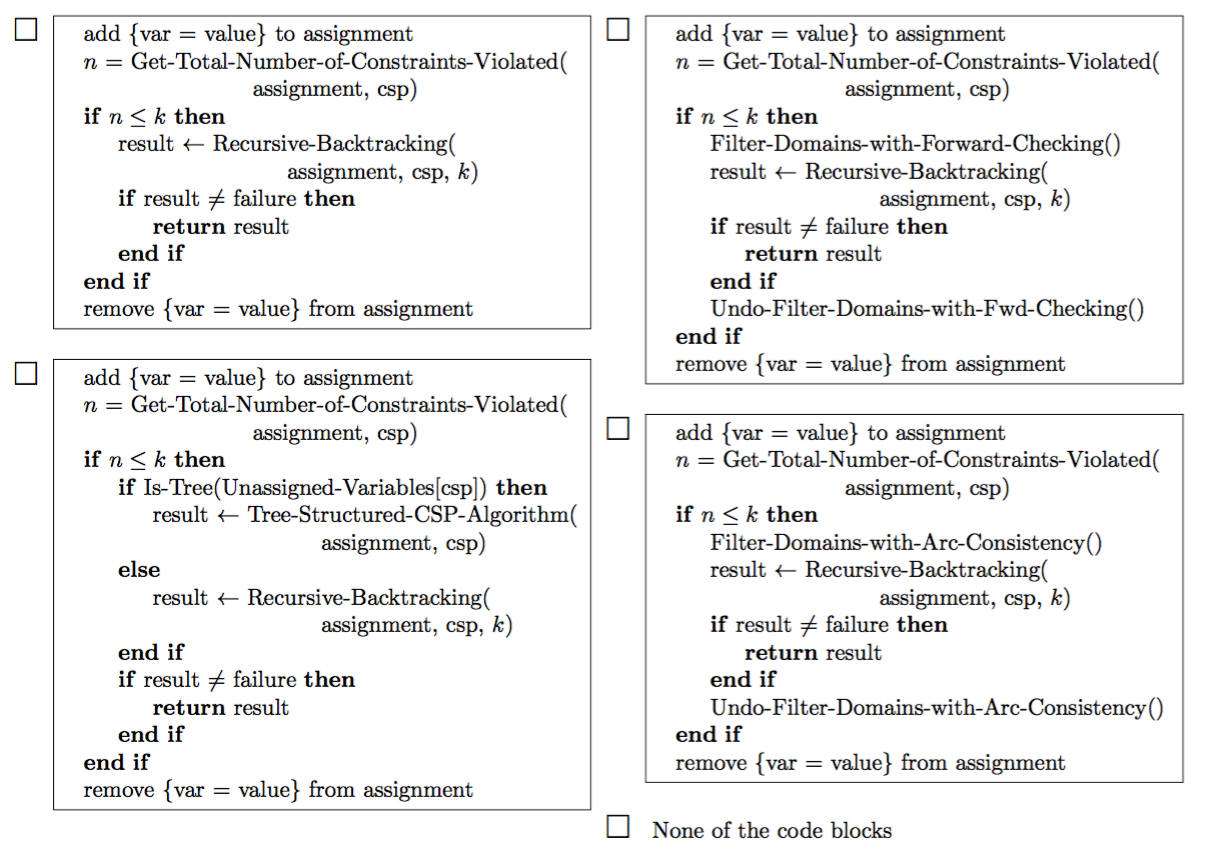 add {var = value} to assignment
n = Get-Total-Number-of-Constraints-Violated(
assignment, csp)
if n ≤ k then
result ← Recursive-Backtracking(
assignment, csp, k)
if result ≠ failure then
return result
end if
end if
remove {var = value} from assignment
add {var = value} to assignment
n = Get-Total-Number-of-Constraints-Violated(
assignment, csp)
if n ≤ k then
if Is-Tree(Unassigned-Variables[csp]) then
result ← Tree-Structured-CSP-Algorithm(
assignment, csp)
else
result ← Recursive-Backtracking(
assignment, csp, k)
end if
if result ≠ failure then
return result
end if
end if
remove {var = value} from assignment
add {var = value} to assignment
n = Get-Total-Number-of-Constraints-Violated(
assignment, csp)
if n ≤ k then
Filter-Domains-with-Forward-Checking()
result ← Recursive-Backtracking(
assignment, csp, k)
if result ≠ failure then
return result
end if
Undo-Filter-Domains-with-Fwd-Checking()
end if
remove {var = value} from assignment
add {var = value} to assignment
n = Get-Total-Number-of-Constraints-Violated(
assignment, csp)
if n ≤ k then
Filter-Domains-with-Arc-Consistency()
result ← Recursive-Backtracking(
assignment, csp, k)
if result ≠ failure then
return result
end if
Undo-Filter-Domains-with-Arc-Consistency()
end if
remove {var = value} from assignment
None of the code blocks